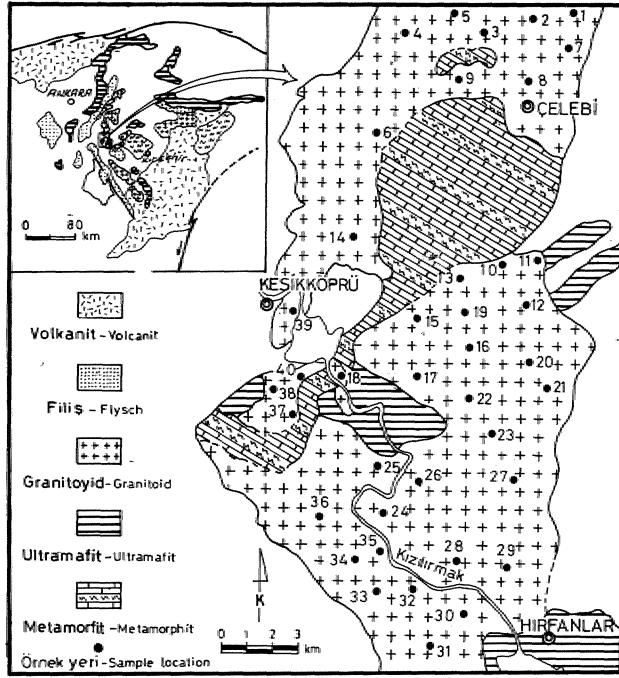 ANKARA
0 80
km
Volkanit - Volcanit
Filiş - Flysch
Granitoyid - Granitoid
Ultramafit - Ultramafit
Metamorfit - Metamorphit
Örnek yeri - Sample location
K
0 1 2 3
km
5 2 1
4 3
7
9 8
ÇELEBİ
6
14
10 11
13
KESİKKÖPRÜ
39
15 19 12
16
20
40 18 17
38
22 21
37
23
25 26 27
36 24
35
34 Kızılırmak 28 29
33 32
30
HİRFANLAR
31